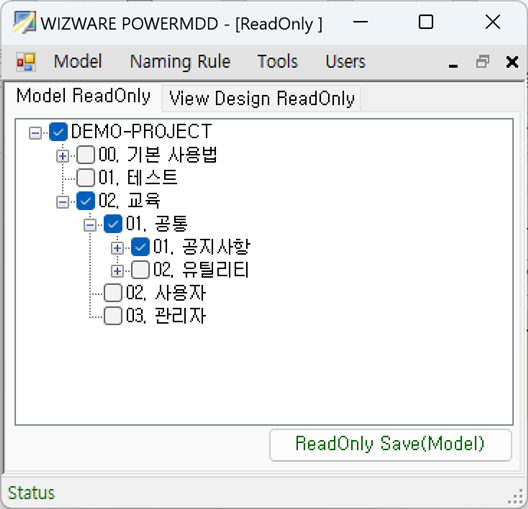 WIZWARE POWERMDD - [ReadOnly ]
Model Naming Rule Tools Users
Model ReadOnly View Design ReadOnly
DEMO-PROJECT
00. 기본 사용법
01. 테스트
02. 교육
01. 공통
01. 공지사항
02. 유틸리티
02. 사용자
03. 관리자
ReadOnly Save(Model)
Status